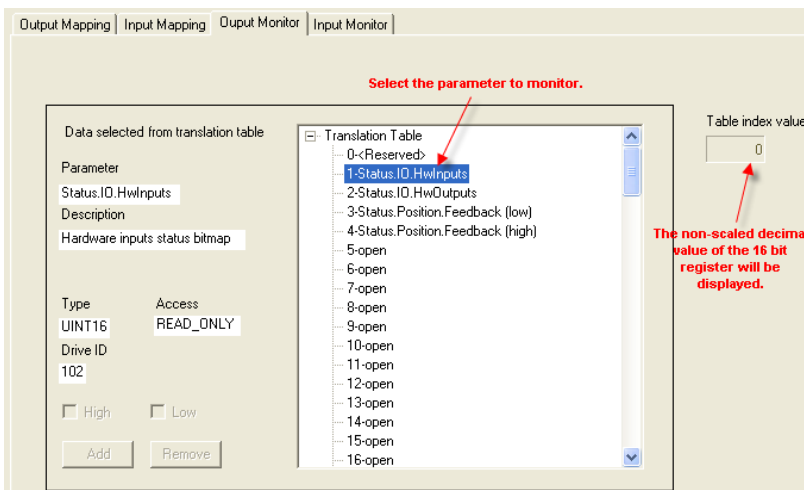 Output Mapping
Input Mapping
Ouput Monitor
Input Monitor
Select the parameter to monitor.
Data selected from translation table
Parameter
Status.IO.HwInputs
Description
Hardware inputs status bitmap
Type
Access
UINT16
READ_ONLY
Drive ID
102
High
Low
Add
Remove
Translation Table
0-<Reserved>
1-Status.IO.HwInputs
2-Status.IO.HwOutputs
3-Status.Position.Feedback (low)
4-Status.Position.Feedback (high)
5-open
6-open
7-open
8-open
9-open
10-open
11-open
12-open
13-open
14-open
15-open
16-open
Table index value
0
The non-scaled decima
value of the 16 bit
register will be
displayed.